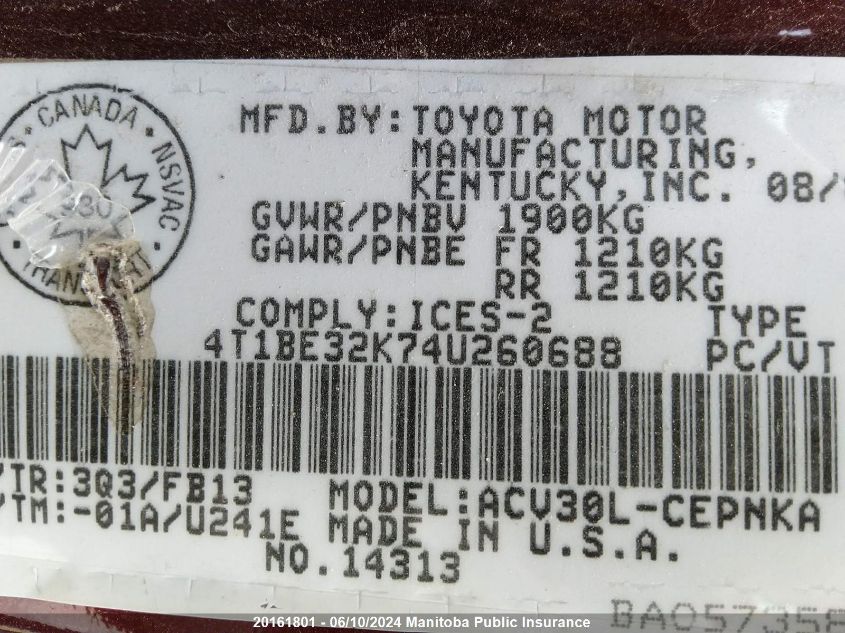 CANADA · NSVAC ·
MFD.BY:TOYOTA MOTOR
MANUFACTURING,
KENTUCKY,INC. 08/
GVWR/PNBV 1900KG
GAWR/PNBE FR 1210KG
RR 1210KG
COMPLY:ICES-2 TYPE
4T1BE32K74U260688 PC/VT
/TR:3Q3/FB13 MODEL:ACV30L-CEPNKA
/TM:-01A/U241E MADE IN U.S.A.
NO.14313
BA05735
20161801 - 06/10/2024 Manitoba Public Insurance